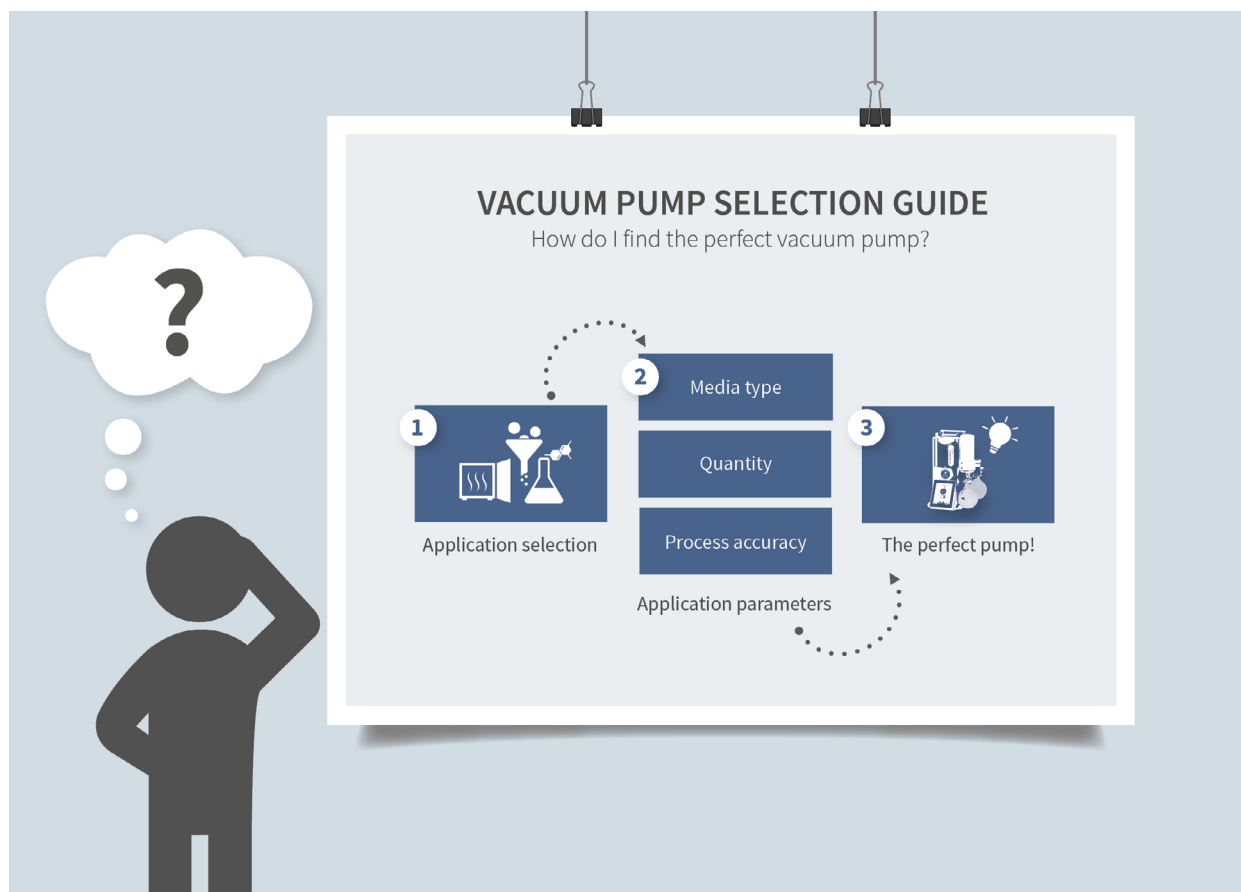 VACUUM PUMP SELECTION GUIDE
How do I find the perfect vacuum pump?
?
1
Application selection
2
Media type
Quantity
Process accuracy
Application parameters
3
The perfect pump!